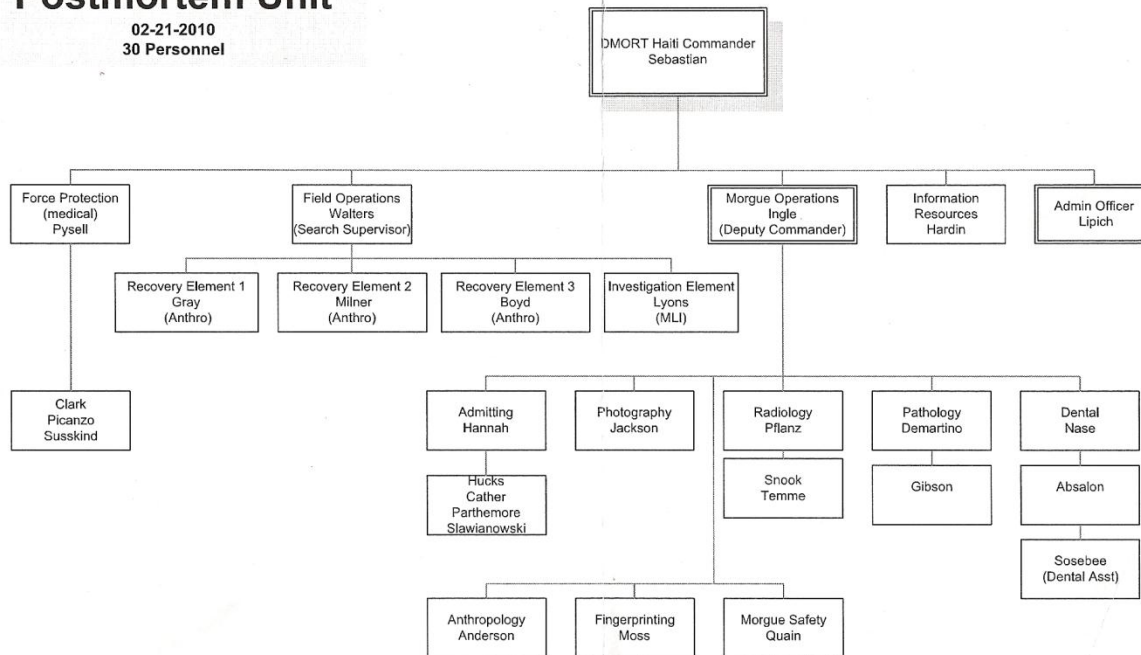 Postmortem Unit
02-21-2010
30 Personnel
DMORT Haiti Commander
Sebastian
Force Protection
(medical)
Pysell
Field Operations
Walters
(Search Supervisor)
Morgue Operations
Ingle
(Deputy Commander)
Information
Resources
Hardin
Admin Officer
Lipich
Recovery Element 1
Gray
(Anthro)
Recovery Element 2
Milner
(Anthro)
Recovery Element 3
Boyd
(Anthro)
Investigation Element
Lyons
(MLI)
Clark
Picanzo
Susskind
Admitting
Hannah
Photography
Jackson
Radiology
Pflanz
Pathology
Demartino
Dental
Nase
Hucks
Cather
Parthemore
Slawianowski
Snook
Temme
Gibson
Absalon
Sosebee
(Dental Asst)
Anthropology
Anderson
Fingerprinting
Moss
Morgue Safety
Quain